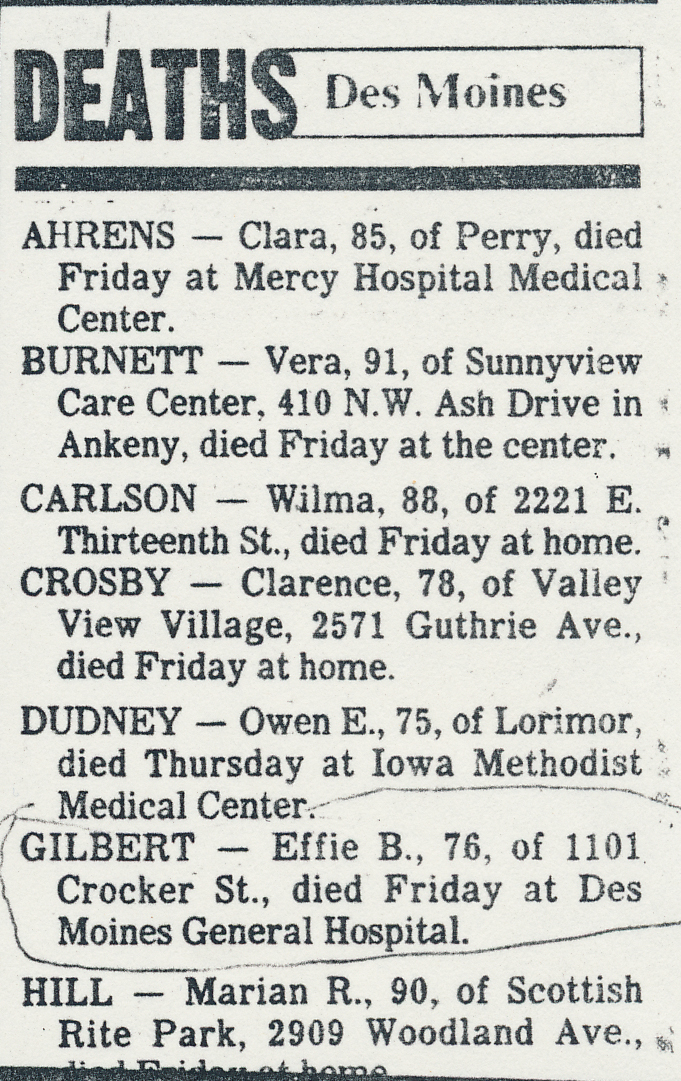 DEATHS Des Moines
AHRENS — Clara, 85, of Perry, died
Friday at Mercy Hospital Medical
Center.
BURNETT — Vera, 91, of Sunnyview
Care Center, 410 N.W. Ash Drive in
Ankeny, died Friday at the center.
CARLSON — Wilma, 88, of 2221 E.
Thirteenth St., died Friday at home.
CROSBY — Clarence, 78, of Valley
View Village, 2571 Guthrie Ave.,
died Friday at home.
DUDNEY — Owen E., 75, of Lorimor,
died Thursday at Iowa Methodist
Medical Center.
GILBERT — Effie B., 76, of 1101
Crocker St., died Friday at Des
Moines General Hospital.
HILL — Marian R., 90, of Scottish
Rite Park, 2909 Woodland Ave.,
died Friday at home